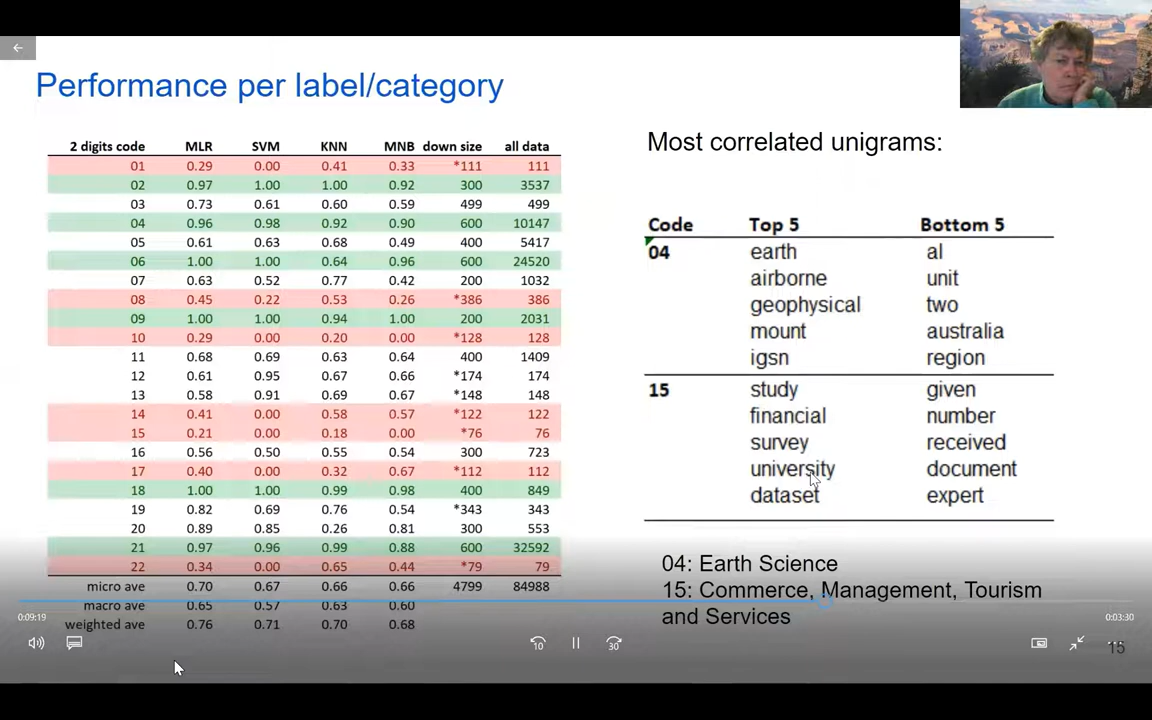 Performance per label/category
2 digits code MLR SVM KNN MNB down size all data
01 0.29 0.00 0.41 0.33 *111 111
02 0.97 1.00 1.00 0.92 300 3537
03 0.73 0.61 0.60 0.59 499 499
04 0.96 0.98 0.92 0.90 600 10147
05 0.61 0.63 0.68 0.49 400 5417
06 1.00 1.00 0.64 0.96 600 24520
07 0.63 0.52 0.77 0.42 200 1032
08 0.45 0.22 0.53 0.26 *386 386
09 1.00 1.00 0.94 1.00 200 2031
10 0.29 0.00 0.20 0.00 *128 128
11 0.68 0.69 0.63 0.64 400 1409
12 0.61 0.95 0.67 0.66 *174 174
13 0.58 0.91 0.69 0.67 *148 148
14 0.41 0.00 0.58 0.57 *122 122
15 0.21 0.00 0.18 0.00 *76 76
16 0.56 0.50 0.55 0.54 300 723
17 0.40 0.00 0.32 0.67 *112 112
18 1.00 1.00 0.99 0.98 400 849
19 0.82 0.69 0.76 0.54 *343 343
20 0.89 0.85 0.26 0.81 300 553
21 0.97 0.96 0.99 0.88 600 32592
22 0.34 0.00 0.65 0.44 *79 79
micro ave 0.70 0.67 0.66 0.66 4799 84988
macro ave 0.65 0.57 0.63 0.60
weighted ave 0.76 0.71 0.70 0.68
Most correlated unigrams:
Code Top 5 Bottom 5
04 earth al
airborne unit
geophysical two
mount australia
igsn region
15 study given
financial number
survey received
university document
dataset expert
04: Earth Science
15: Commerce, Management, Tourism
and Services
0:09:19
0:03:30
10
30
15